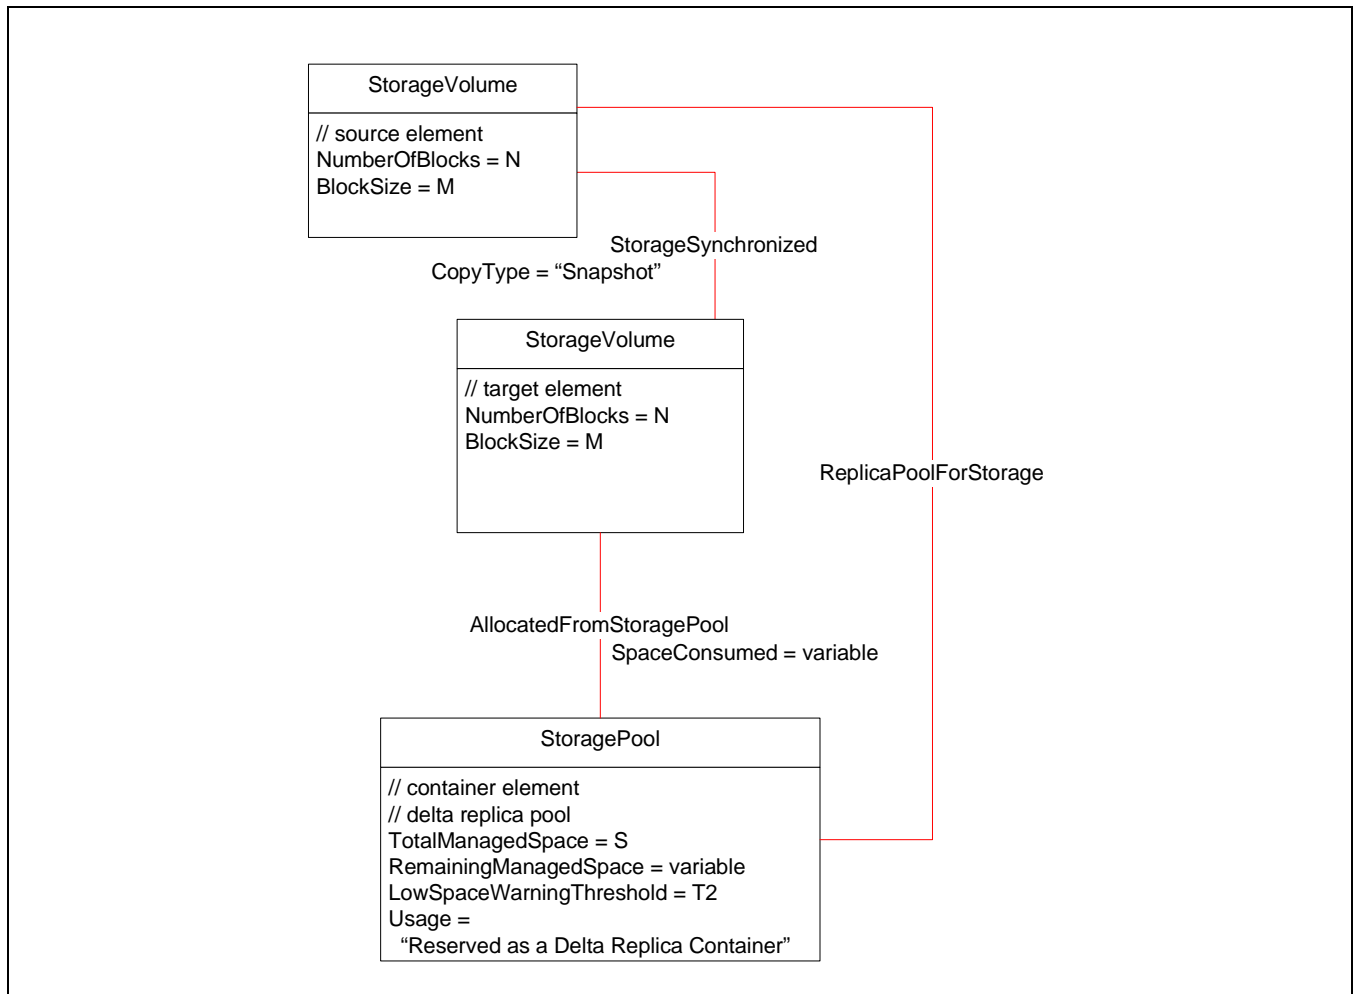 StorageVolume
// source element
NumberOfBlocks = N
BlockSize = M
StorageSynchronized
CopyType = “Snapshot”
StorageVolume
// target element
NumberOfBlocks = N
BlockSize = M
ReplicaPoolForStorage
AllocatedFromStoragePool
SpaceConsumed = variable
StoragePool
// container element
// delta replica pool
TotalManagedSpace = S
RemainingManagedSpace = variable
LowSpaceWarningThreshold = T2
Usage =
“Reserved as a Delta Replica Container”